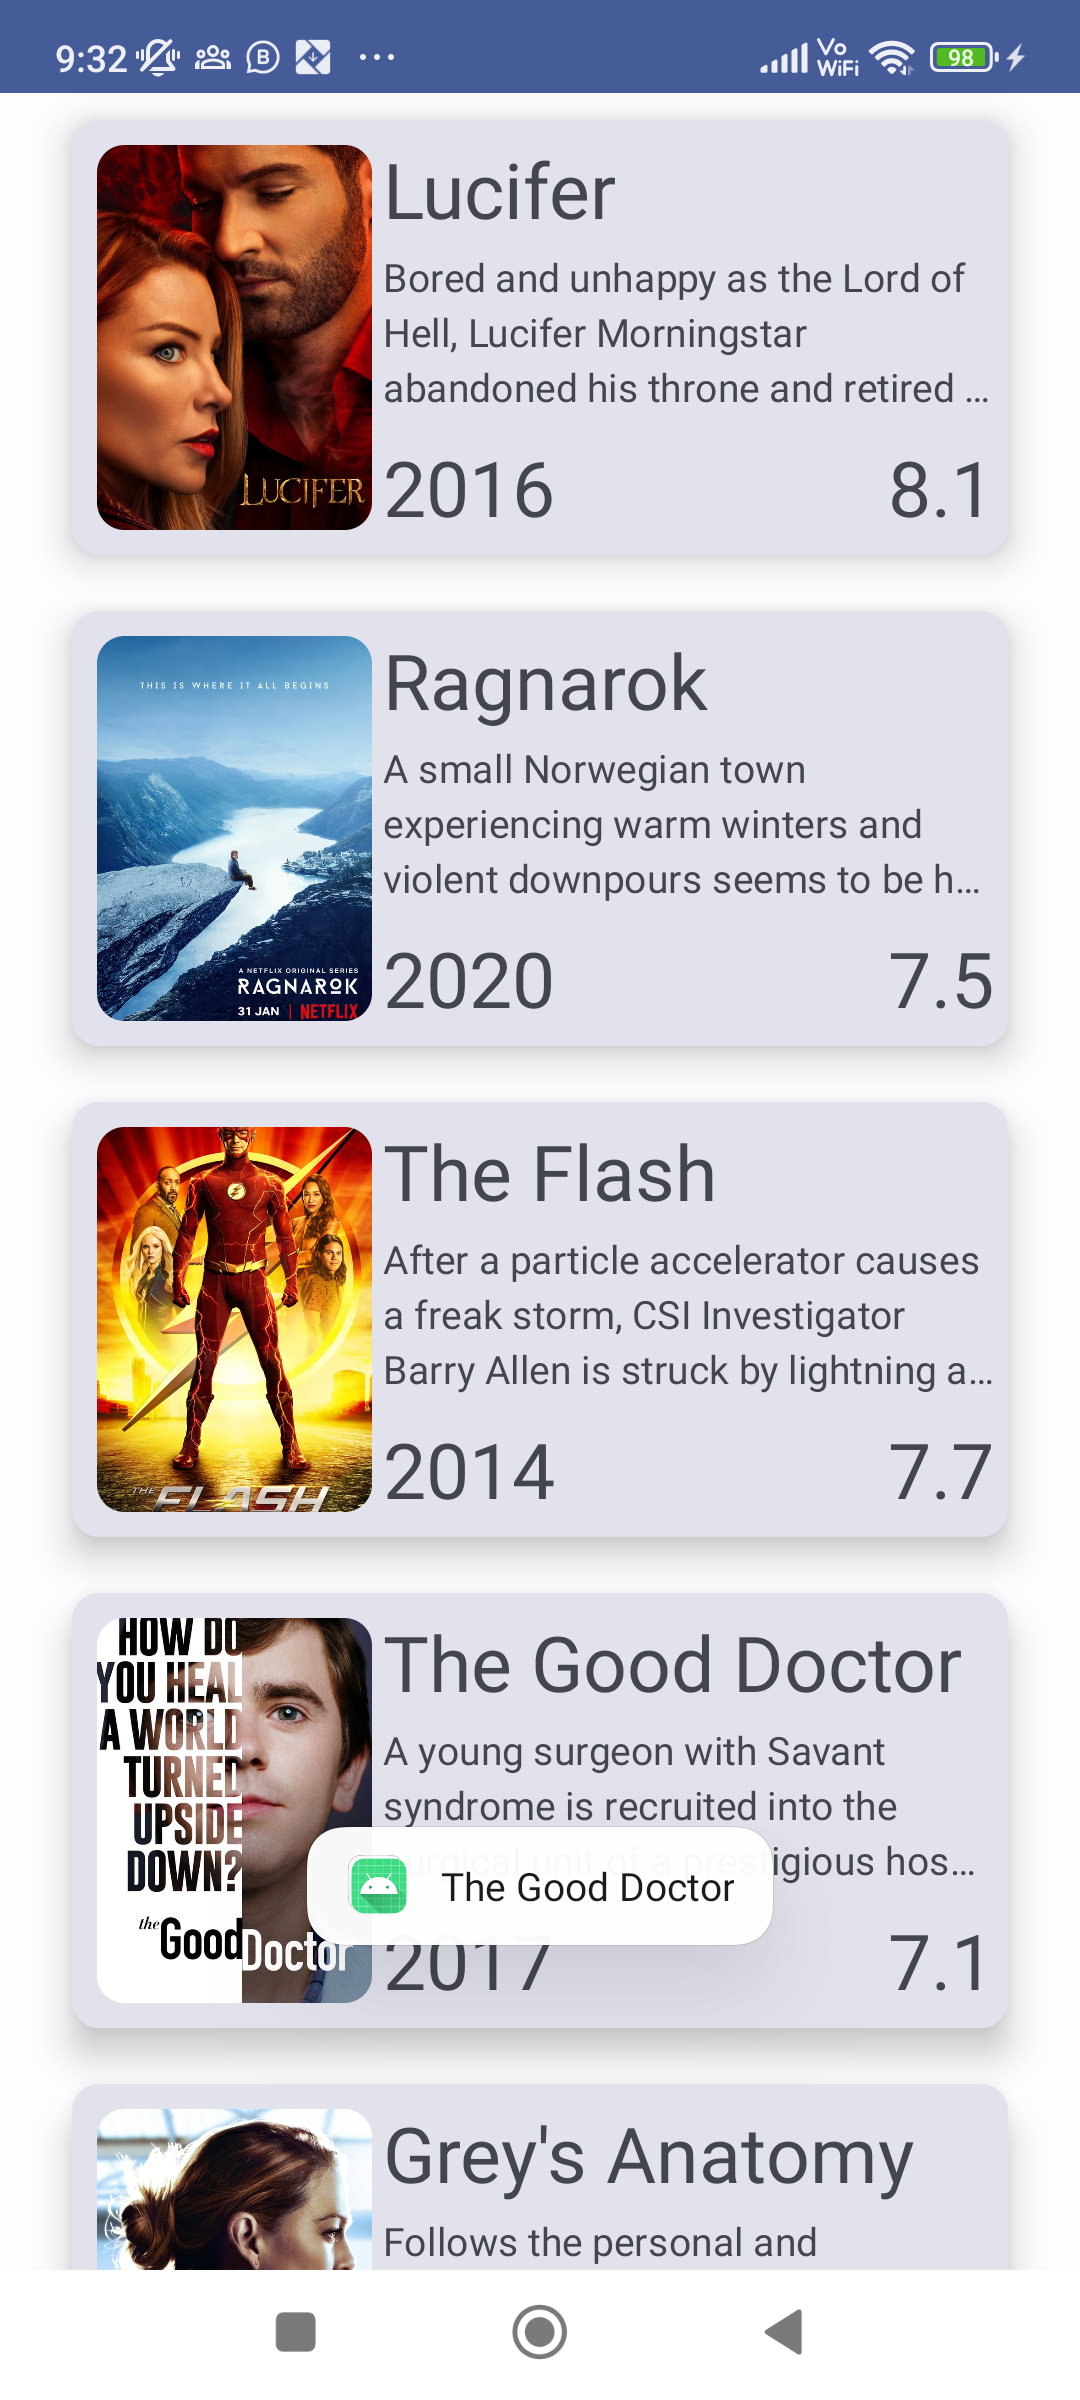 9:32
Vo
WiFi
98
Lucifer
Bored and unhappy as the Lord of
Hell, Lucifer Morningstar
abandoned his throne and retired ...
2016
8.1
LUCIFER
Ragnarok
THIS IS WHERE IT ALL BEGINS
A small Norwegian town
experiencing warm winters and
violent downpours seems to be h...
2020
7.5
A NETFLIX ORIGINAL SERIES
RAGNAROK
31 JAN | NETFLIX
The Flash
After a particle accelerator causes
a freak storm, CSI Investigator
Barry Allen is struck by lightning a...
2014
7.7
THE FLASH
The Good Doctor
HOW DO
YOU HEAL
A WORLD
TURNED
UPSIDE
DOWN?
the Good Doctor
A young surgeon with Savant
syndrome is recruited into the
surgical unit of a prestigious hos...
The Good Doctor
2017
7.1
Grey's Anatomy
Follows the personal and